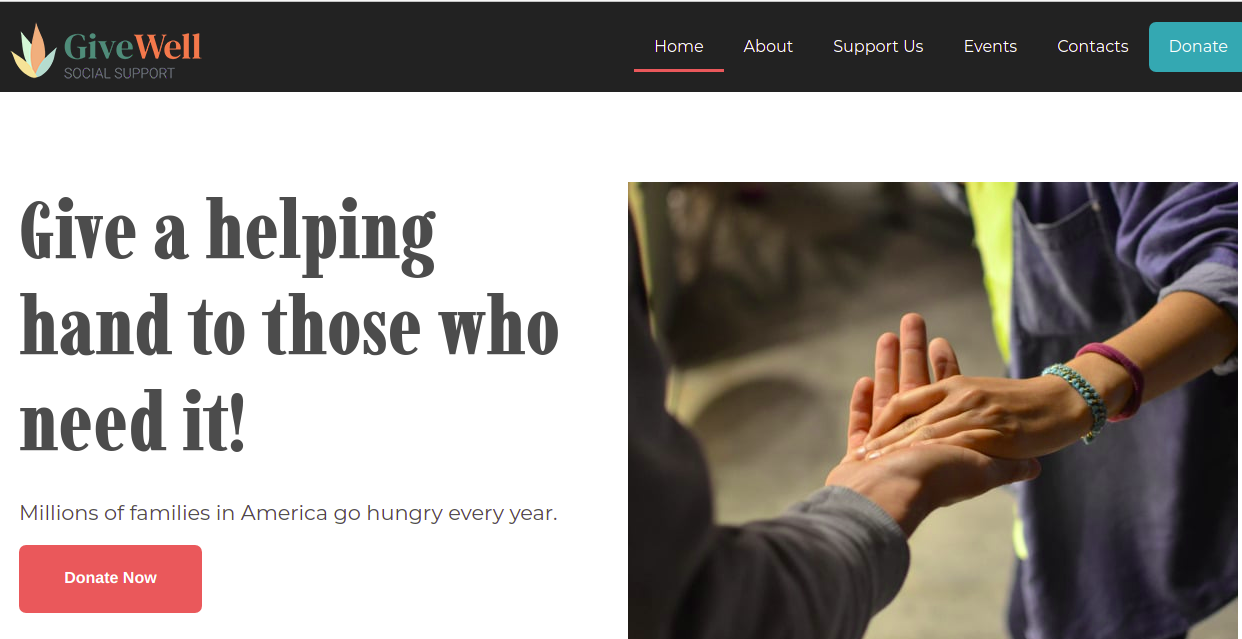 GiveWell
SOCIAL SUPPORT
Home About Support Us Events Contacts Donate
Give a helping
hand to those who
need it!
Millions of families in America go hungry every year.
Donate Now